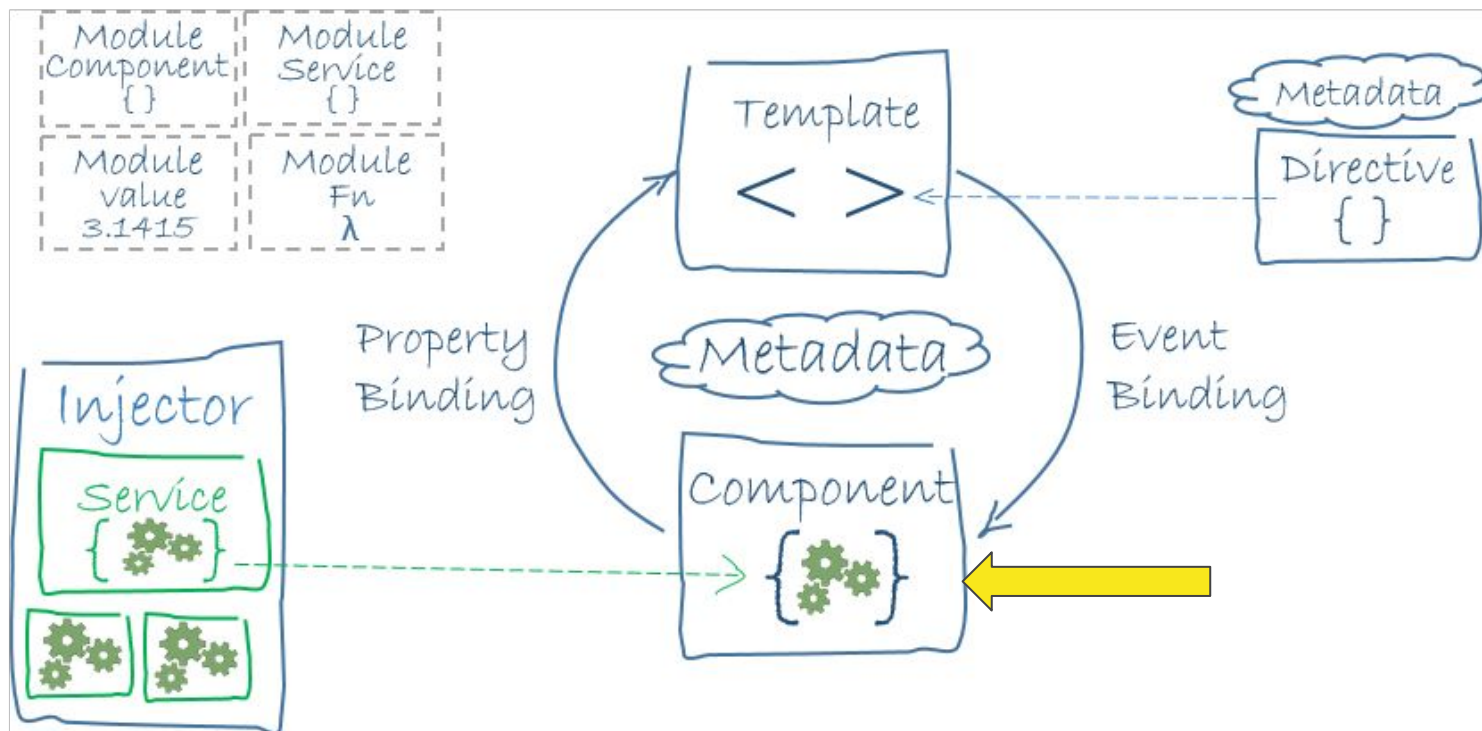 Module
Component
{ }
Module
Service
{ }
Module
value
3.1415
Module
Fn
λ
Template
< >
Metadata
Directive
{ }
Property
Binding
Metadata
Event
Binding
Injector
Service
{ }
Component
{ }